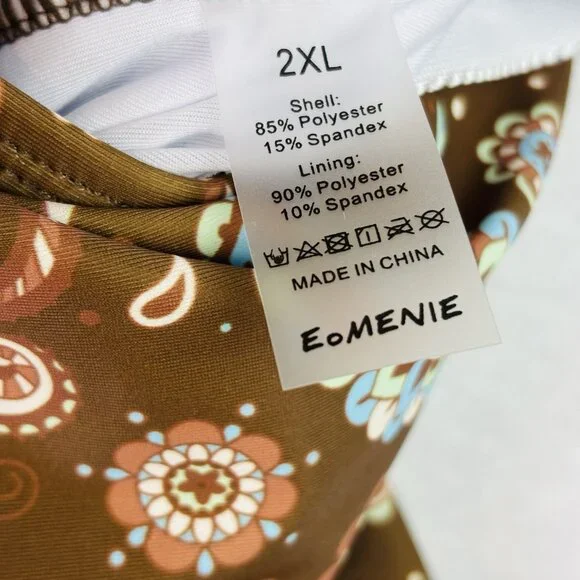 2XL
Shell:
85% Polyester
15% Spandex
Lining:
90% Polyester
10% Spandex
MADE IN CHINA
EoMENIE